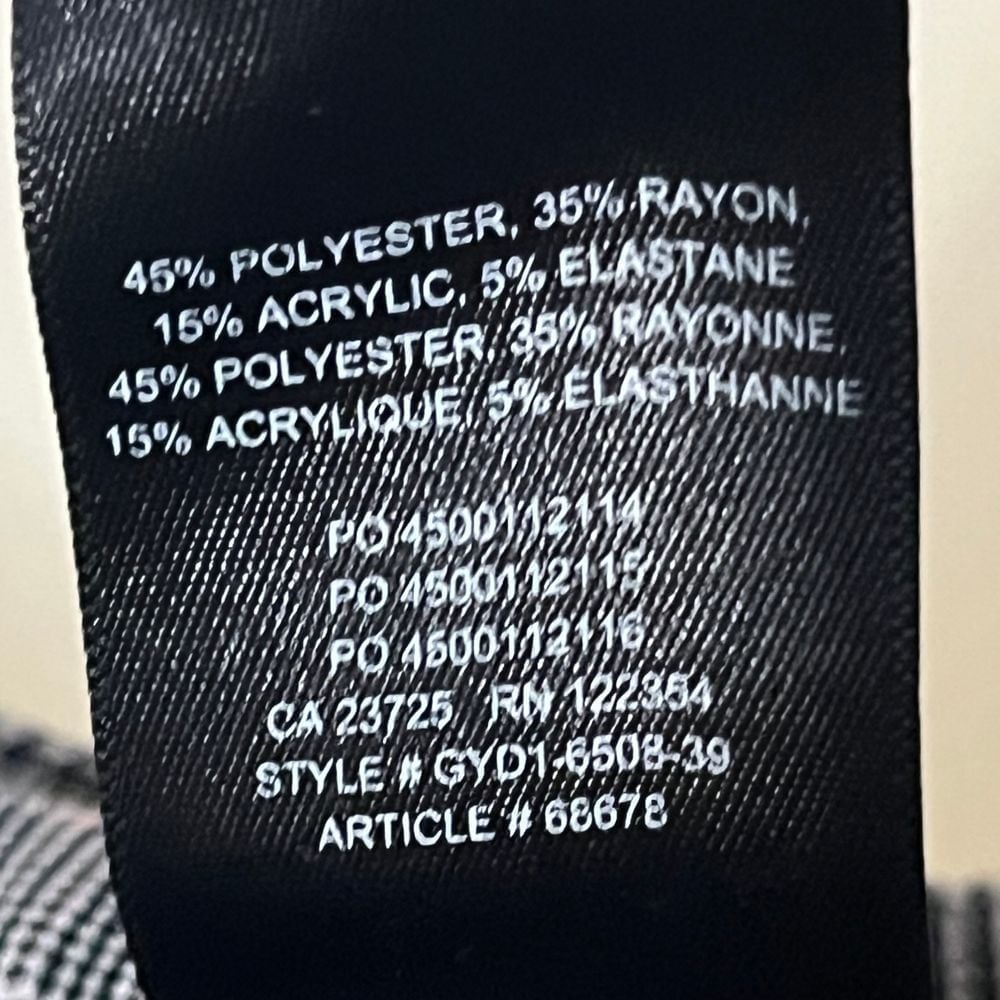 45% POLYESTER, 35% RAYON,
15% ACRYLIC, 5% ELASTANE
45% POLYESTER, 35% RAYONNE,
15% ACRYLIQUE, 5% ÉLASTHANNE
PO 4500112114
PO 4500112115
PO 4500112116
CA 23725 RN 122354
STYLE # GYD1-6508-39
ARTICLE # 68678